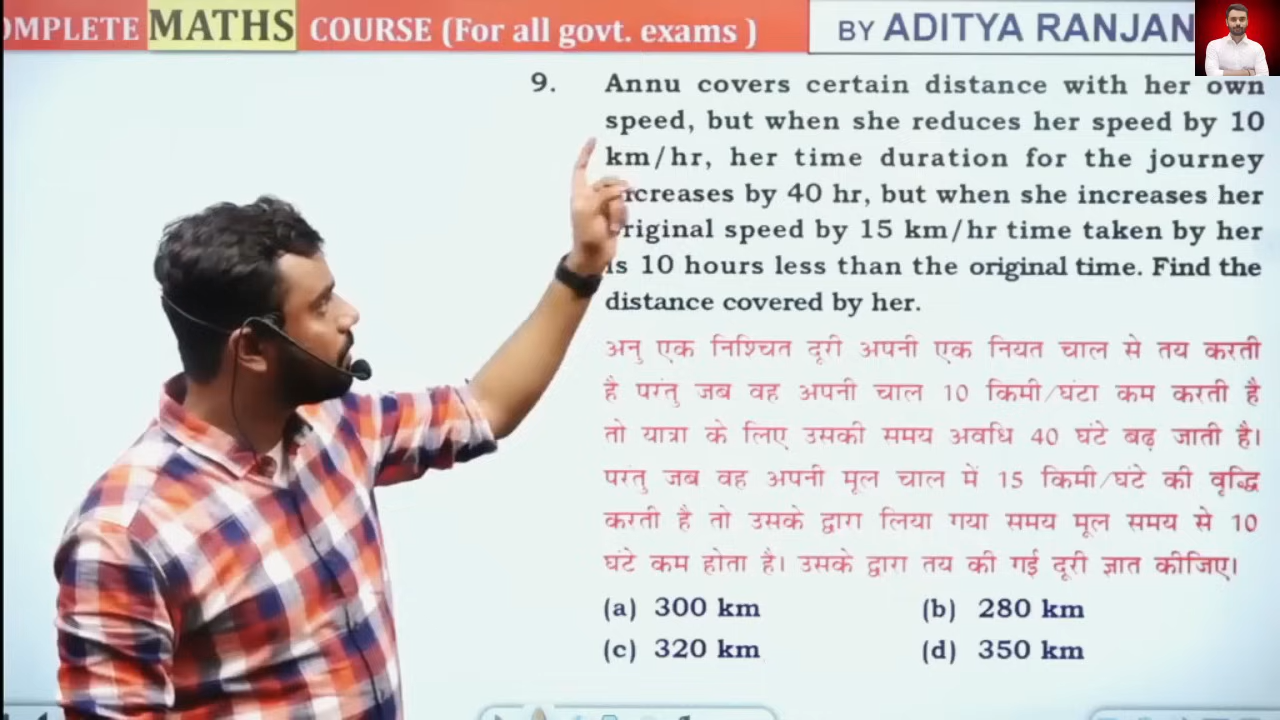 OMPLETE MATHS COURSE (For all govt. exams )
BY ADITYA RANJAN
9. Annu covers certain distance with her own
speed, but when she reduces her speed by 10
km/hr, her time duration for the journey
increases by 40 hr, but when she increases her
original speed by 15 km/hr time taken by her
is 10 hours less than the original time. Find the
distance covered by her.
अनु एक निश्चित दूरी अपनी एक नियत चाल से तय करती
है परंतु जब वह अपनी चाल 10 किमी/घंटा कम करती है
तो यात्रा के लिए उसकी समय अवधि 40 घंटे बढ़ जाती है।
परंतु जब वह अपनी मूल चाल में 15 किमी/घंटे की वृद्धि
करती है तो उसके द्वारा लिया गया समय मूल समय से 10
घंटे कम होता है। उसके द्वारा तय की गई दूरी ज्ञात कीजिए।
(a) 300 km (b) 280 km
(c) 320 km (d) 350 km